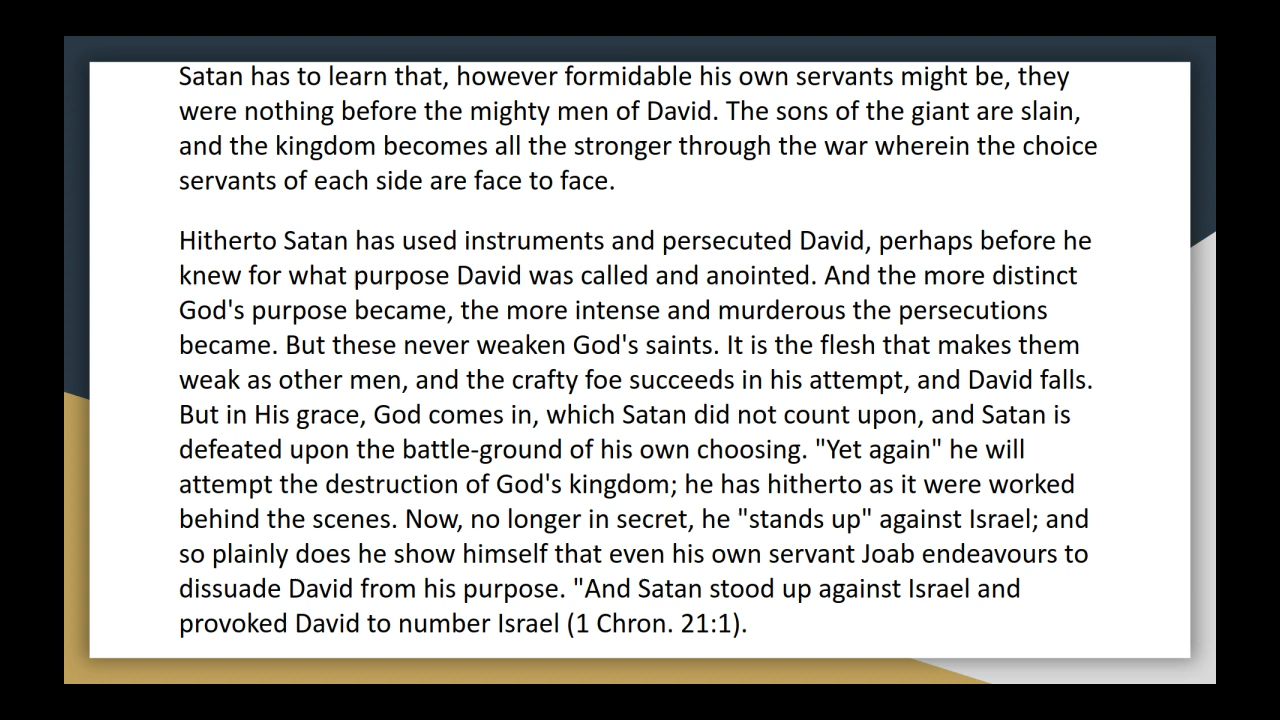 Satan has to learn that, however formidable his own servants might be, they
were nothing before the mighty men of David. The sons of the giant are slain,
and the kingdom becomes all the stronger through the war wherein the choice
servants of each side are face to face.
Hitherto Satan has used instruments and persecuted David, perhaps before he
knew for what purpose David was called and anointed. And the more distinct
God's purpose became, the more intense and murderous the persecutions
became. But these never weaken God's saints. It is the flesh that makes them
weak as other men, and the crafty foe succeeds in his attempt, and David falls.
But in His grace, God comes in, which Satan did not count upon, and Satan is
defeated upon the battle-ground of his own choosing. "Yet again" he will
attempt the destruction of God's kingdom; he has hitherto as it were worked
behind the scenes. Now, no longer in secret, he "stands up" against Israel; and
so plainly does he show himself that even his own servant Joab endeavours to
dissuade David from his purpose. "And Satan stood up against Israel and
provoked David to number Israel (1 Chron. 21:1).